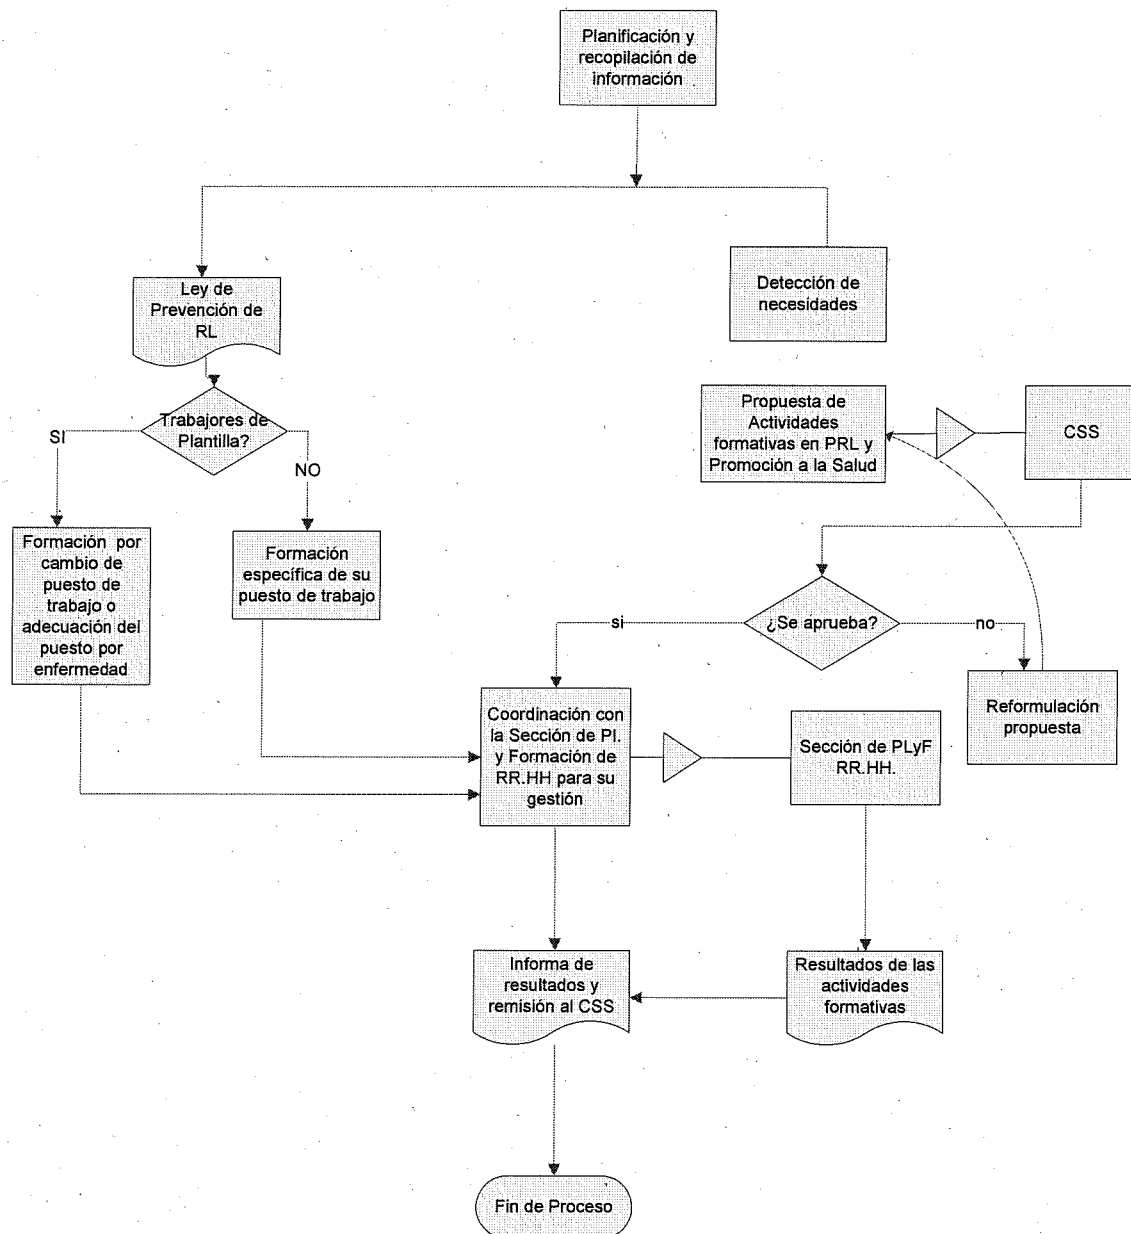 Planificación y
recopilación de
información
Ley de
Prevención de
RL
Detección de
necesidades
Trabajores de
Plantilla?
SI
NO
Propuesta de
Actividades
formativas en PRL y
Promoción a la Salud
CSS
Formación por
cambio de
puesto de
trabajo o
adecuación del
puesto por
enfermedad
Formación
específica de su
puesto de trabajo
¿Se aprueba?
si
no
Reformulación
propuesta
Coordinación con
la Sección de Pl.
y Formación de
RR.HH para su
gestión
Sección de PLyF
RR.HH.
Informa de
resultados y
remisión al CSS
Resultados de las
actividades
formativas
Fin de Proceso